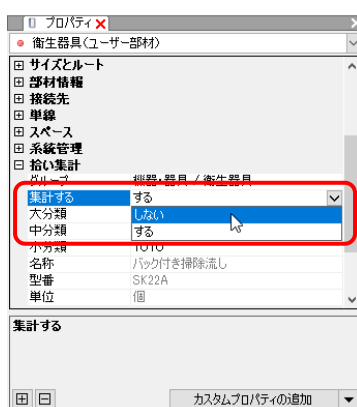 プロパティ
衛生器具(ユーザー部材)
サイズとルート
部材情報
接続先
単線
スペース
系統管理
拾い集計
グループ 機器・器具 / 衛生器具
集計する する
大分類 しない
中分類 する
小分類 TOTO
名称 バック付き掃除流し
型番 SK22A
単位 個
集計する
カスタムプロパティの追加